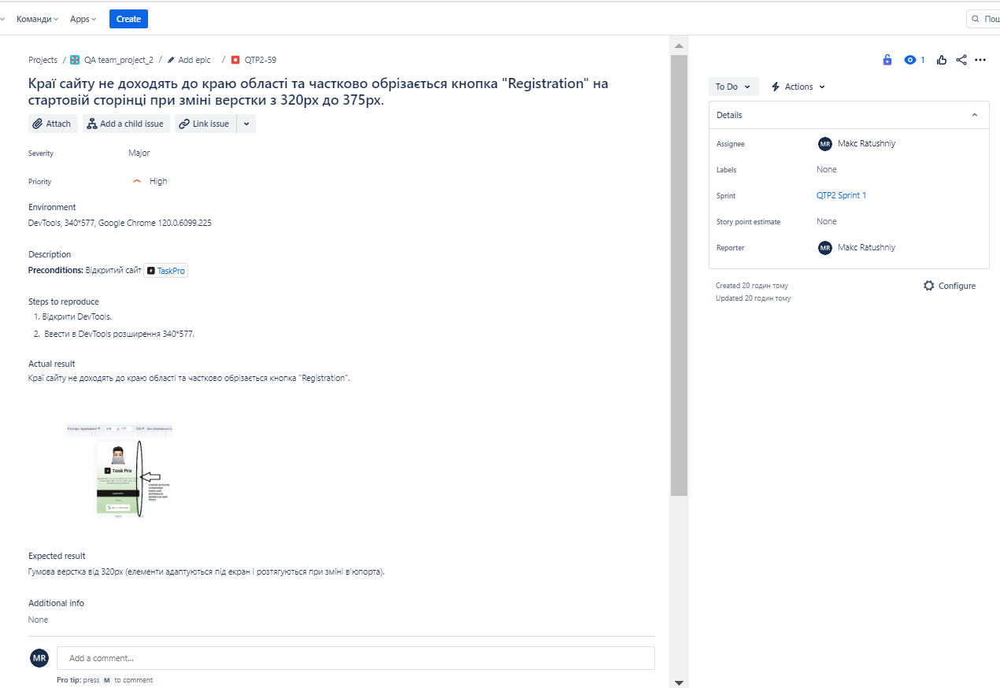 Команди
Apps
Create
Projects / QA team_project_2 / Add epic / QTP2-59
1
Краї сайту не доходять до краю області та частково обрізається кнопка "Registration" на
стартовій сторінці при зміні верстки з 320px до 375px.
To Do
Actions
Attach
Add a child issue
Link issue
Details
Severity
Major
Priority
High
Environment
DevTools, 340*577, Google Chrome 120.0.6099.225
Description
Preconditions: Відкритий сайт TaskPro
Steps to reproduce
1. Відкрити DevTools.
2. Ввести в DevTools розширення 340*577.
Actual result
Краї сайту не доходять до краю області та частково обрізається кнопка "Registration".
Task Pro
Expected result
Гумова верстка від 320px (елементи адаптуються під екран і розтягуються при зміні в'юпорта).
Additional info
None
MR
Add a comment...
Pro tip: press M to comment
Assignee
MR Makc Ratushniy
Labels
None
Sprint
QTP2 Sprint 1
Story point estimate
None
Reporter
MR Makc Ratushniy
Created 20 годин тому
Updated 20 годин тому
Configure